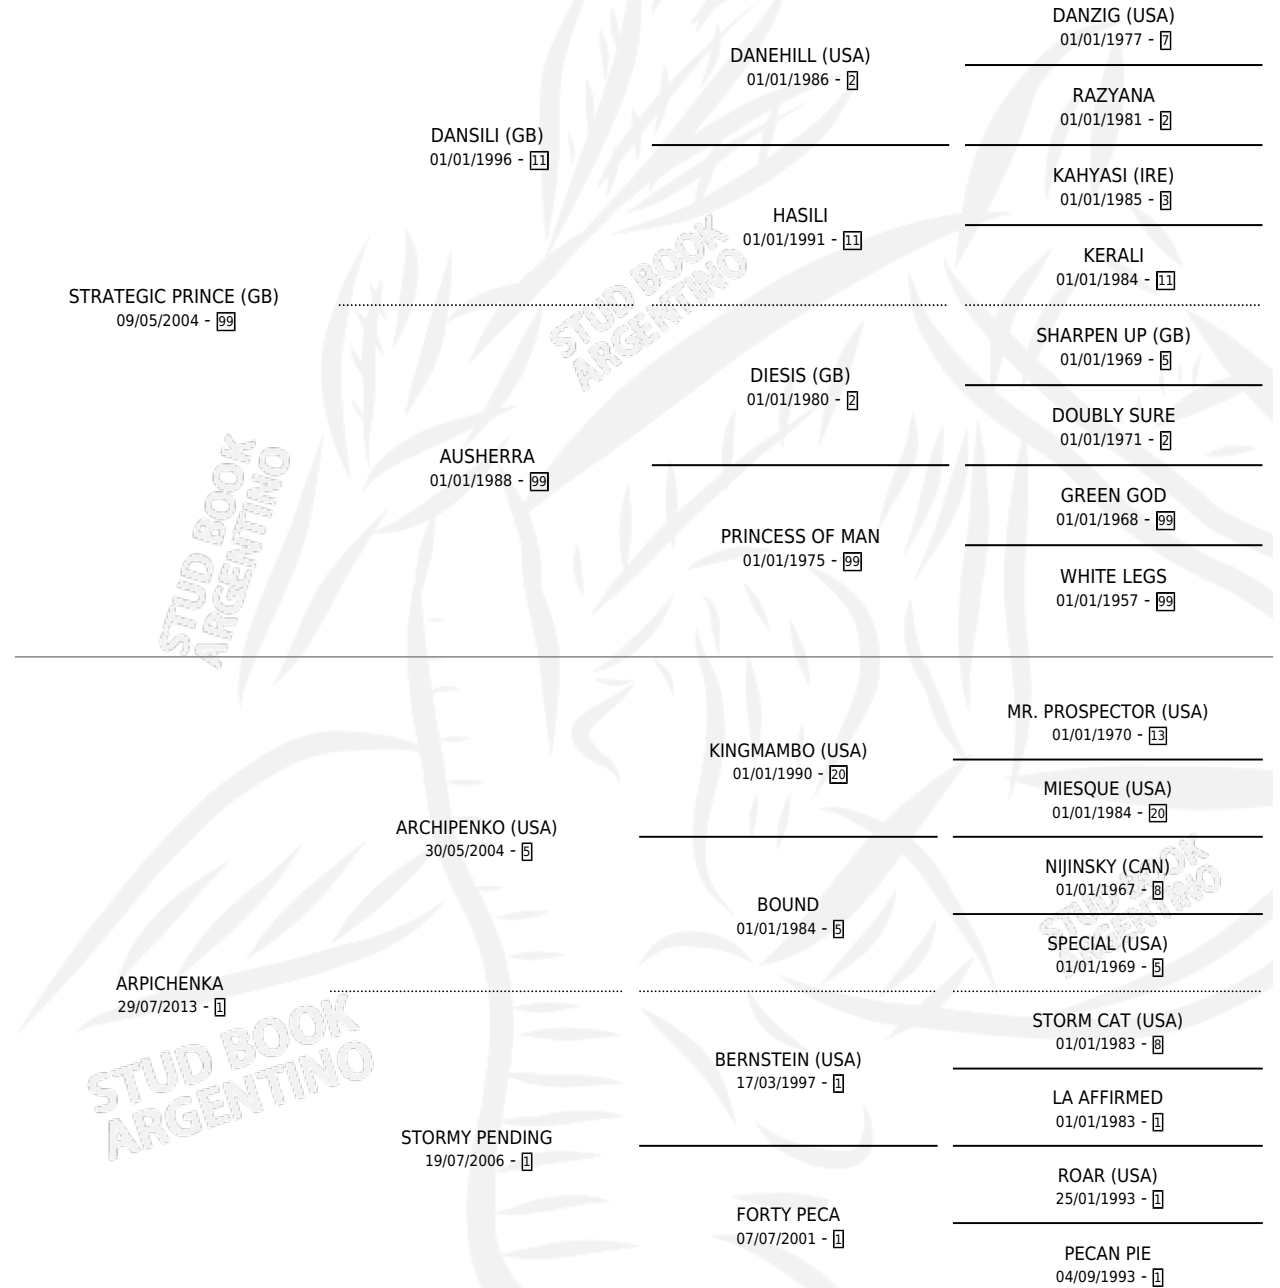 DANZIG (USA)
01/01/1977 - 7
DANEHILL (USA)
01/01/1986 - 2
RAZYANA
01/01/1981 - 2
DANSILI (GB)
01/01/1996 - 11
KAHYASI (IRE)
01/01/1985 - 3
HASILI
01/01/1991 - 11
KERALI
01/01/1984 - 11
STRATEGIC PRINCE (GB)
09/05/2004 - 99
STUD BOOK
ARGENTINO
SHARPEN UP (GB)
01/01/1969 - 5
DIESIS (GB)
01/01/1980 - 2
DOUBLY SURE
01/01/1971 - 2
AUSHERRA
01/01/1988 - 99
GREEN GOD
01/01/1968 - 99
PRINCESS OF MAN
01/01/1975 - 99
WHITE LEGS
01/01/1957 - 99
STUD BOOK
ARGENTINO
MR. PROSPECTOR (USA)
01/01/1970 - 13
KINGMAMBO (USA)
01/01/1990 - 20
MIESQUE (USA)
01/01/1984 - 20
ARCHIPENKO (USA)
30/05/2004 - 5
NIJINSKY (CAN)
01/01/1967 - 8
BOUND
01/01/1984 - 5
STUD BOOK
ARGENTINO
SPECIAL (USA)
01/01/1969 - 5
ARPICHENKA
29/07/2013 - 1
STORM CAT (USA)
01/01/1983 - 8
BERNSTEIN (USA)
17/03/1997 - 1
LA AFFIRMED
01/01/1983 - 1
STUD BOOK
ARGENTINO
STORMY PENDING
19/07/2006 - 1
ROAR (USA)
25/01/1993 - 1
FORTY PECA
07/07/2001 - 1
PECAN PIE
04/09/1993 - 1